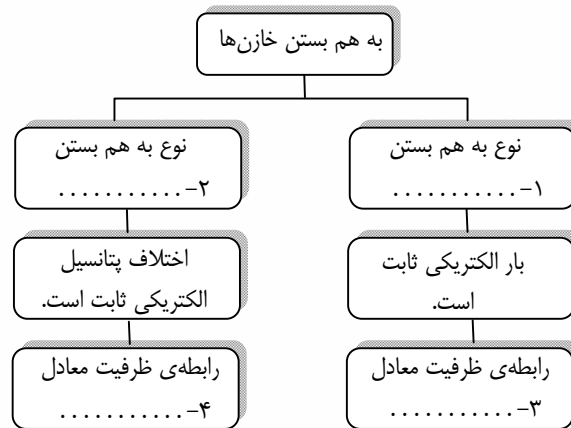 به هم بستن خازن‌ها
نوع به هم بستن
۱-...........
نوع به هم بستن
۲-...........
بار الکتریکی ثابت
است.
اختلاف پتانسیل
الکتریکی ثابت است.
رابطه‌ی ظرفیت معادل
۳-...........
رابطه‌ی ظرفیت معادل
۴-...........